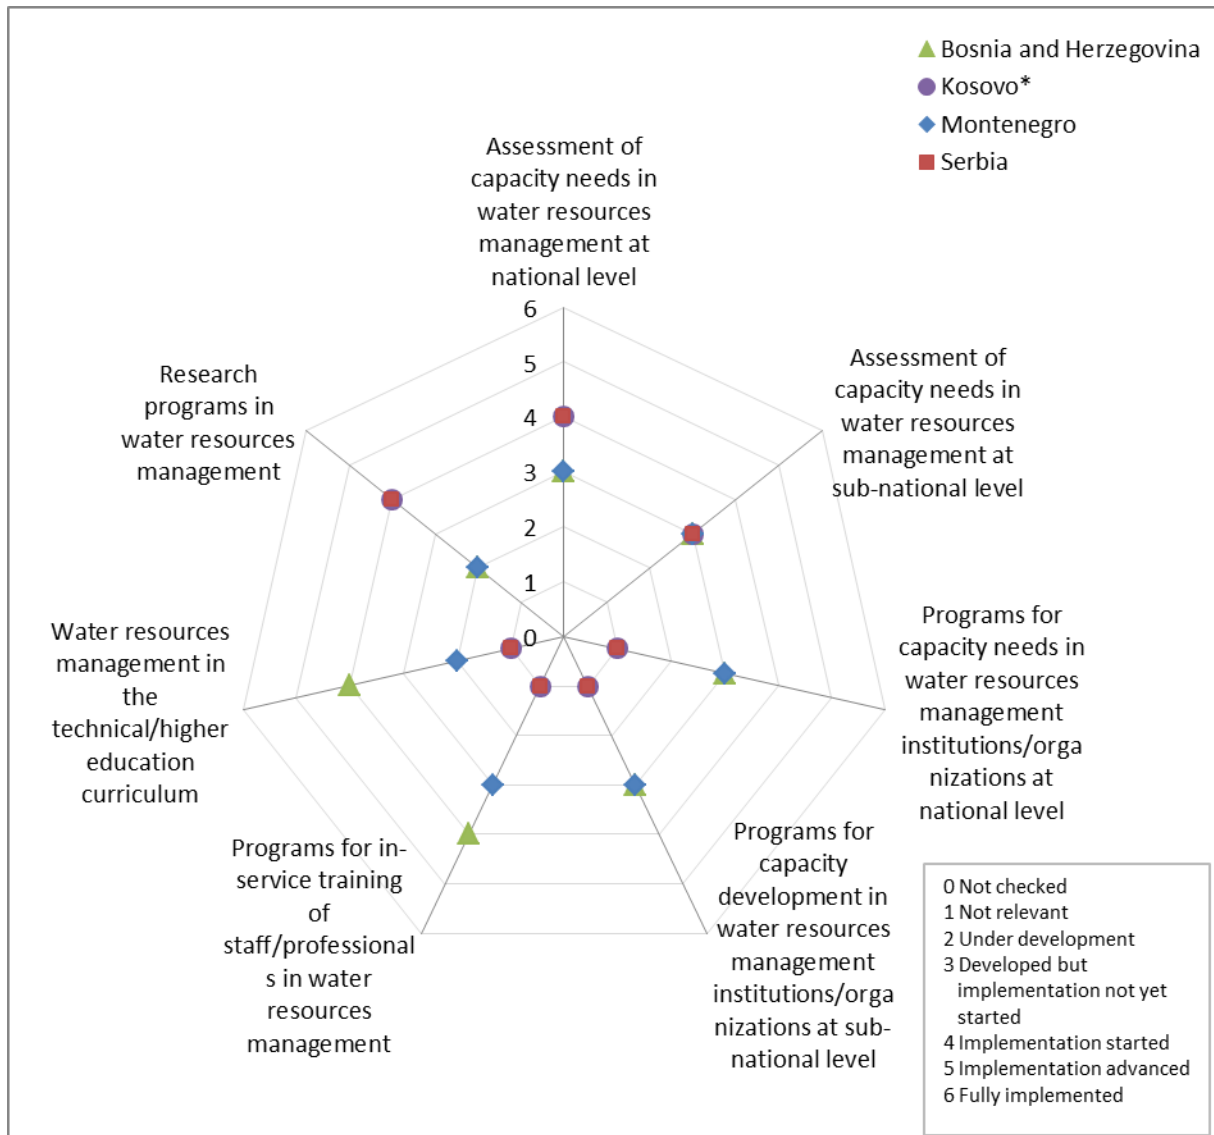 Bosnia and Herzegovina
Kosovo*
Montenegro
Serbia
Assessment of
capacity needs in
water resources
management at
national level
6
5
4
3
2
1
0
Assessment of
capacity needs in
water resources
management at
sub-national level
Programs for
capacity needs in
water resources
management
institutions/orga
nizations at
national level
Programs for
capacity
development in
water resources
management
institutions/orga
nizations at sub-
national level
Programs for in-
service training
of
staff/professional
s in water
resources
management
Water resources
management in
the
technical/higher
education
curriculum
Research
programs in
water resources
management
0 Not checked
1 Not relevant
2 Under development
3 Developed but
implementation not yet
started
4 Implementation started
5 Implementation advanced
6 Fully implemented